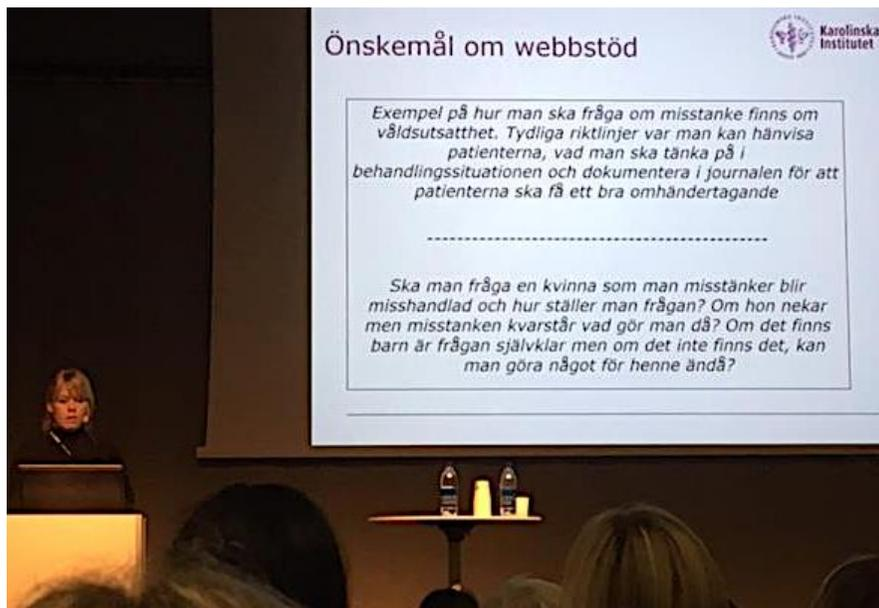 Önskemål om webbstöd
Karolinska
Institutet
Exempel på hur man ska fråga om misstanke finns om
våldsutsatthet. Tydliga riktlinjer var man kan hänvisa
patienterna, vad man ska tänka på i
behandlingssituationen och dokumentera i journalen för att
patienterna ska få ett bra omhändertagande
------------------------------------------------
Ska man fråga en kvinna som man misstänker blir
misshandlad och hur ställer man frågan? Om hon nekar
men misstanken kvarstår vad gör man då? Om det finns
barn är frågan självklar men om det inte finns det, kan
man göra något för henne ändå?